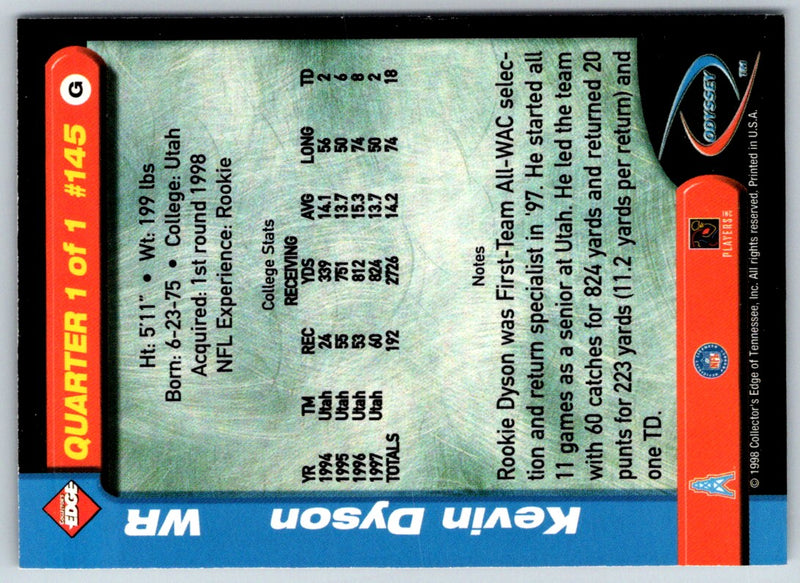 QUARTER 1 of 1 #145 G
COLLECTOR'S
EDGE
WR
Kevin Dyson
Ht: 5'11" • Wt: 199 lbs
Born: 6-23-75 • College: Utah
Acquired: 1st round 1998
NFL Experience: Rookie
College Stats
RECEIVING
YR TM REC YDS AVG LONG TD
1994 Utah 24 339 14.1 56 2
1995 Utah 55 751 13.7 50 6
1996 Utah 53 812 15.3 74 8
1997 Utah 60 824 13.7 50 2
TOTALS 192 2726 14.2 74 18
Notes
Rookie Dyson was First-Team All-WAC selec-
tion and return specialist in '97. He started all
11 games as a senior at Utah. He led the team
with 60 catches for 824 yards and returned 20
punts for 223 yards (11.2 yards per return) and
one TD.
NFL
PLAYERS INC
ODYSSEY
TM
© 1998 Collector's Edge of Tennessee, Inc. All rights reserved. Printed in U.S.A.